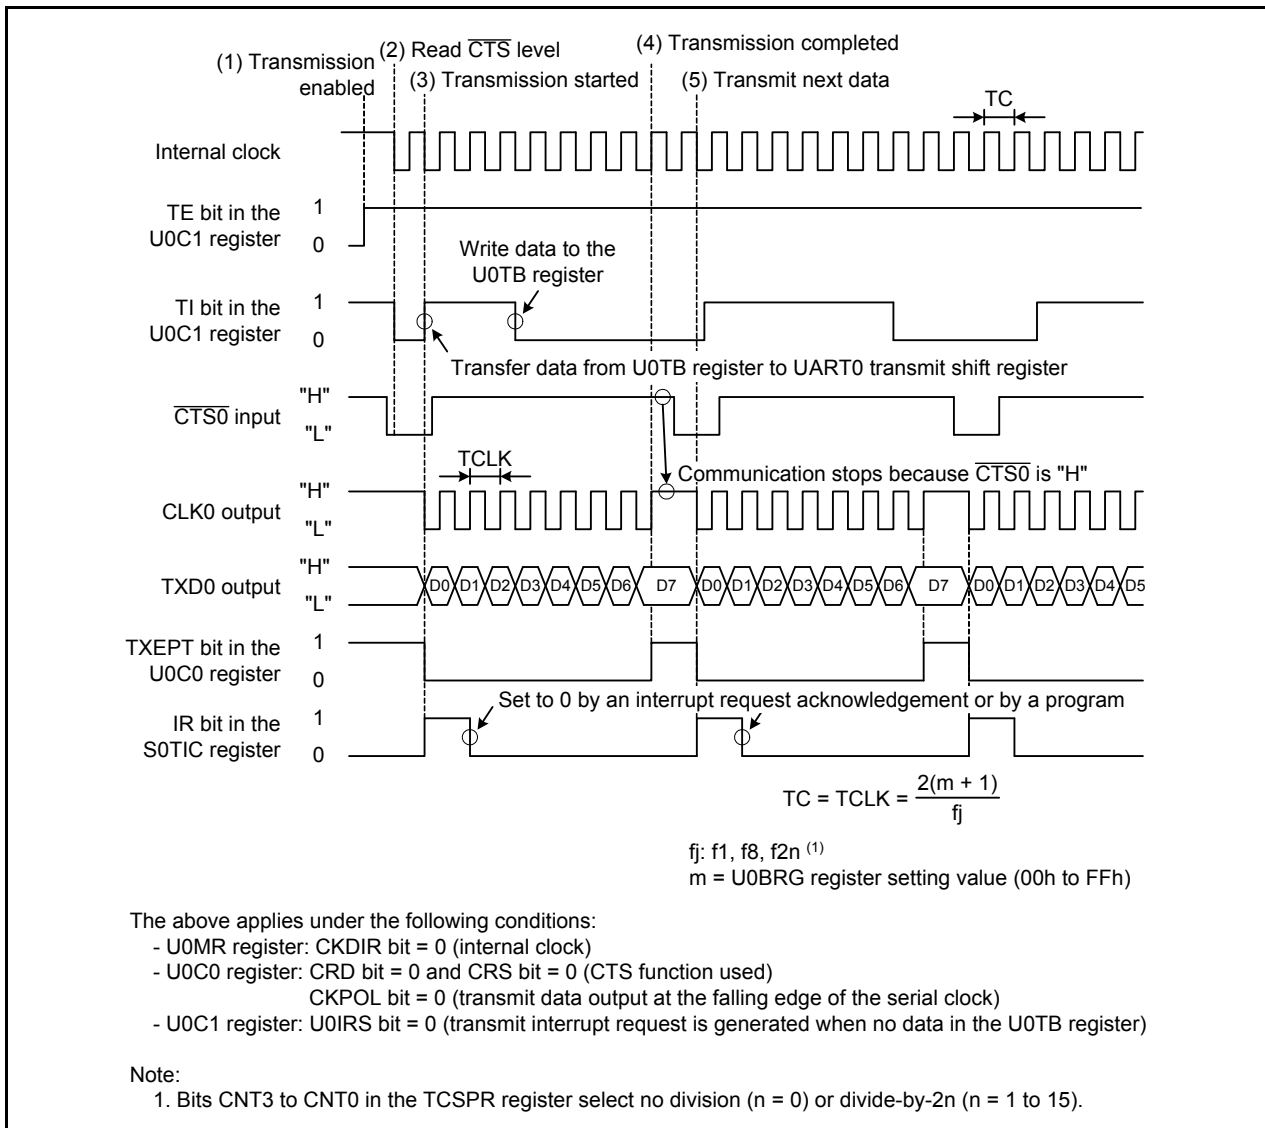 (1) Transmission
enabled
(2) Read CTS level
(3) Transmission started
(4) Transmission completed
(5) Transmit next data
TC
Internal clock
TE bit in the
U0C1 register
1
0
Write data to the
U0TB register
TI bit in the
U0C1 register
1
0
Transfer data from U0TB register to UART0 transmit shift register
CTS0 input
"H"
"L"
TCLK
Communication stops because CTS0 is "H"
CLK0 output
"H"
"L"
TXD0 output
"H"
"L"
D0 D1 D2 D3 D4 D5 D6 D7 D0 D1 D2 D3 D4 D5 D6 D7 D0 D1 D2 D3 D4 D5
TXEPT bit in the
U0C0 register
1
0
Set to 0 by an interrupt request acknowledgement or by a program
IR bit in the
S0TIC register
1
0
TC = TCLK = 2(m + 1)
fj
fj: f1, f8, f2n (1)
m = U0BRG register setting value (00h to FFh)
The above applies under the following conditions:
- U0MR register: CKDIR bit = 0 (internal clock)
- U0C0 register: CRD bit = 0 and CRS bit = 0 (CTS function used)
CKPOL bit = 0 (transmit data output at the falling edge of the serial clock)
- U0C1 register: U0IRS bit = 0 (transmit interrupt request is generated when no data in the U0TB register)
Note:
1. Bits CNT3 to CNT0 in the TCSPR register select no division (n = 0) or divide-by-2n (n = 1 to 15).